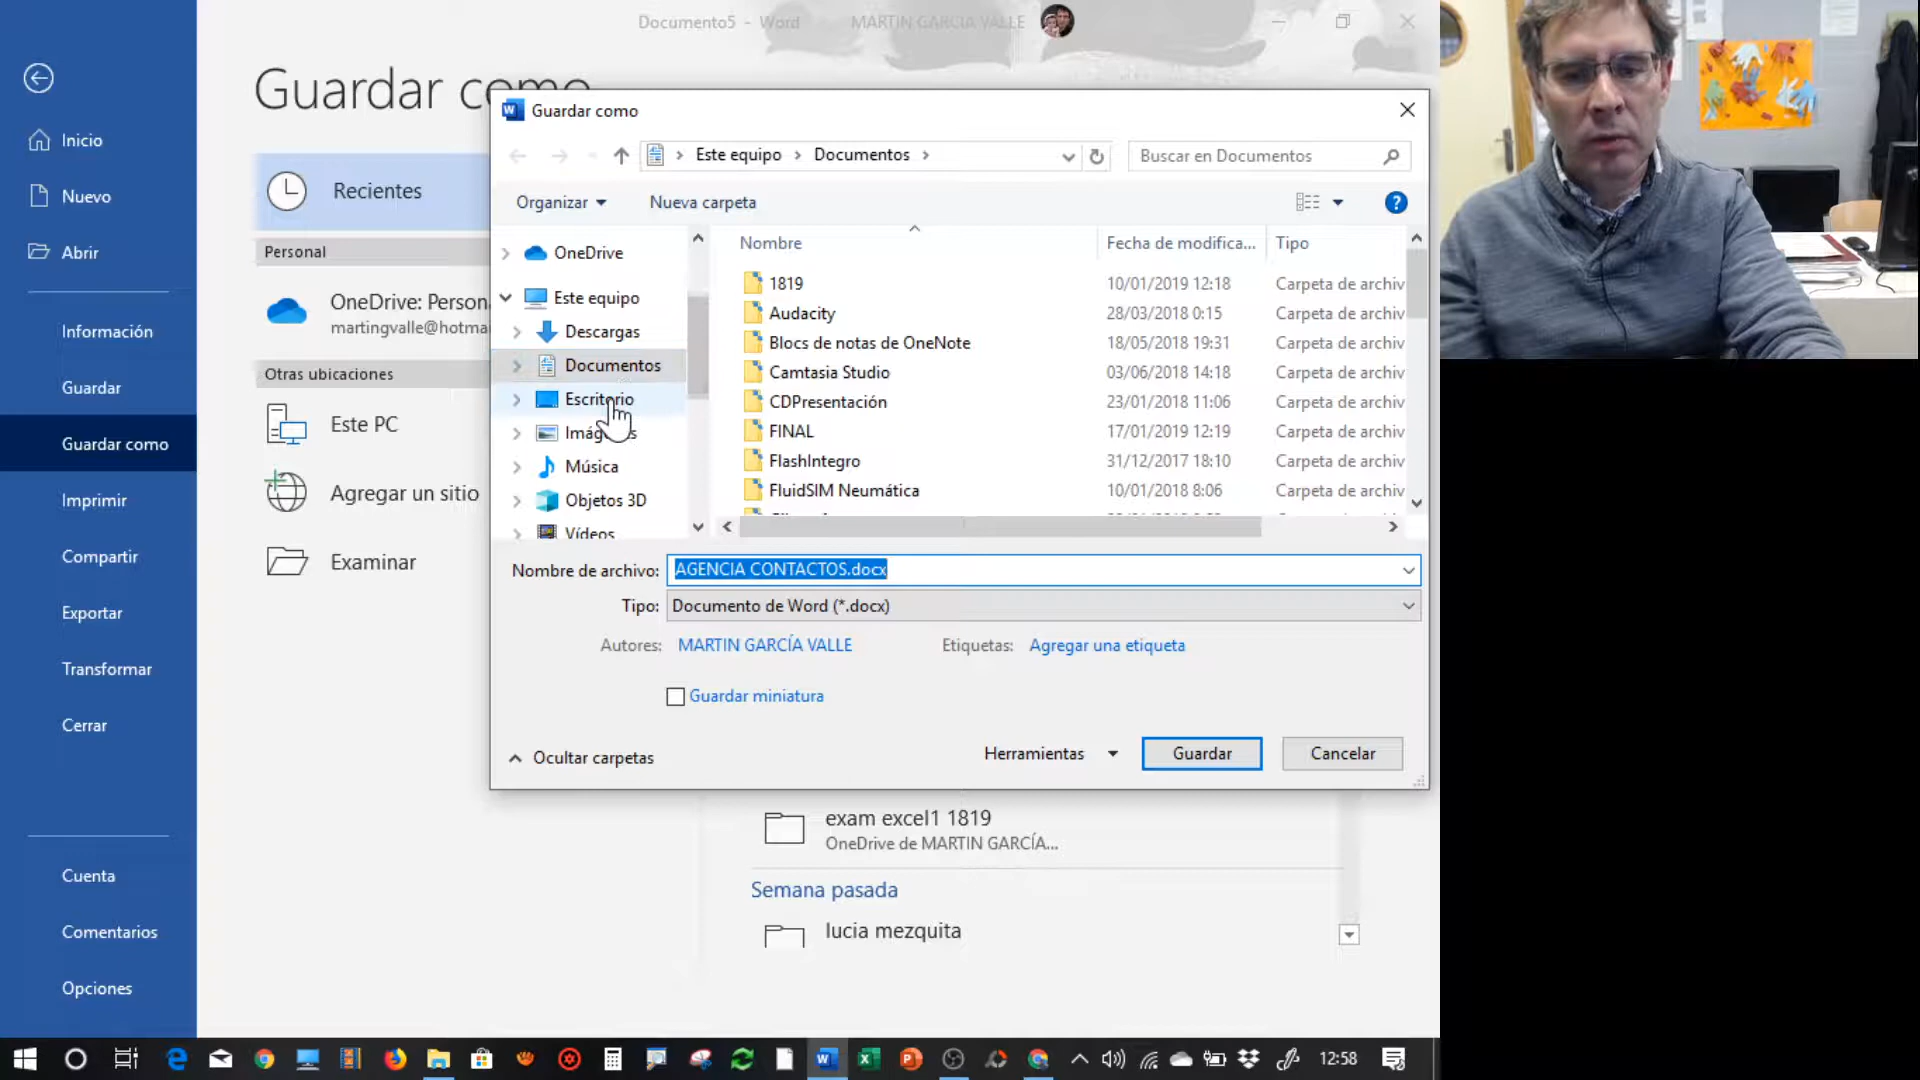 Documento5 - Word
MARTIN GARCIA VALLE
Guardar como
Inicio
Nuevo
Abrir
Información
Guardar
Guardar como
Imprimir
Compartir
Exportar
Transformar
Cerrar
Cuenta
Comentarios
Opciones
Recientes
Personal
OneDrive: Persona
martingvalle@hotma
Otras ubicaciones
Este PC
Agregar un sitio
Examinar
Guardar como
Este equipo > Documentos >
Buscar en Documentos
Organizar
Nueva carpeta
?
OneDrive
Este equipo
Descargas
Documentos
Escritorio
Imágenes
Música
Objetos 3D
Vídeos
Nombre Fecha de modifica... Tipo
1819 10/01/2019 12:18 Carpeta de archiv
Audacity 28/03/2018 0:15 Carpeta de archiv
Blocs de notas de OneNote 18/05/2018 19:31 Carpeta de archiv
Camtasia Studio 03/06/2018 14:18 Carpeta de archiv
CDPresentación 23/01/2018 11:06 Carpeta de archiv
FINAL 17/01/2019 12:19 Carpeta de archiv
FlashIntegro 31/12/2017 18:10 Carpeta de archiv
FluidSIM Neumática 10/01/2018 8:06 Carpeta de archiv
Nombre de archivo: AGENCIA CONTACTOS.docx
Tipo: Documento de Word (*.docx)
Autores: MARTIN GARCÍA VALLE Etiquetas: Agregar una etiqueta
Guardar miniatura
Ocultar carpetas
Herramientas
Guardar
Cancelar
exam excel1 1819
OneDrive de MARTIN GARCÍA...
Semana pasada
lucia mezquita
12:58